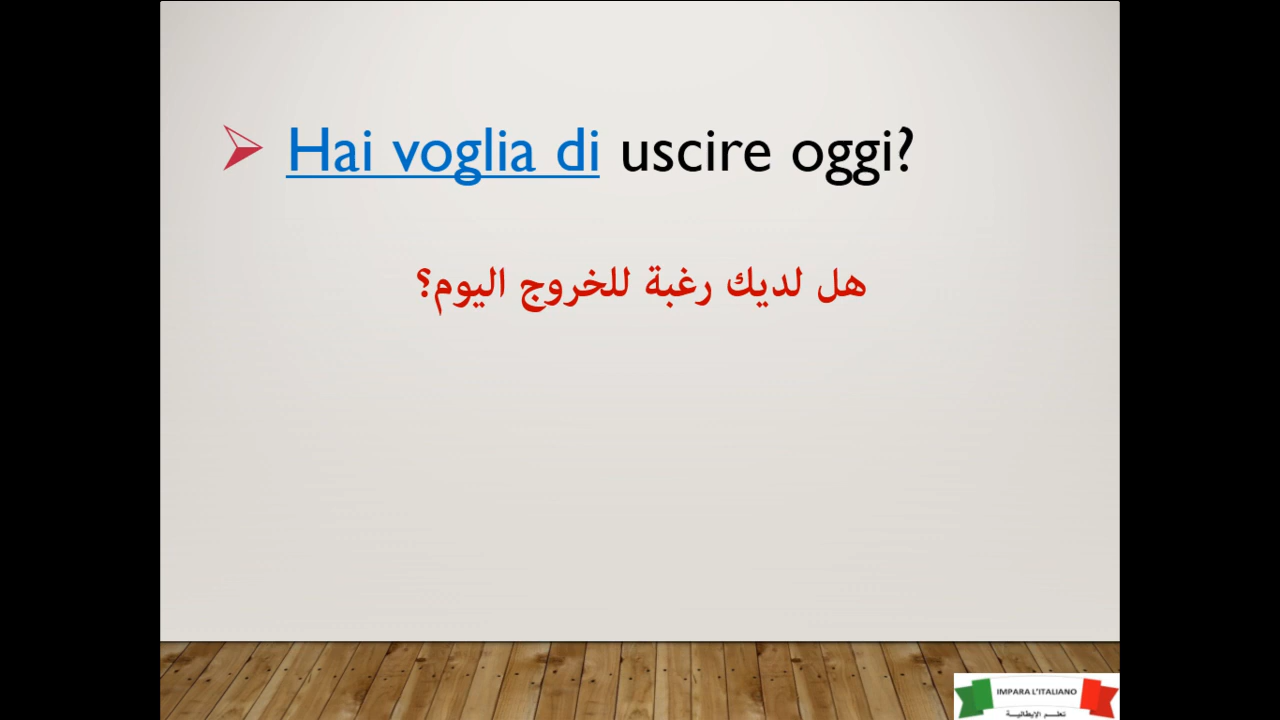 Hai voglia di uscire oggi?
هل لديك رغبة للخروج اليوم؟
IMPARA L'ITALIANO
تعلم الإيطالية